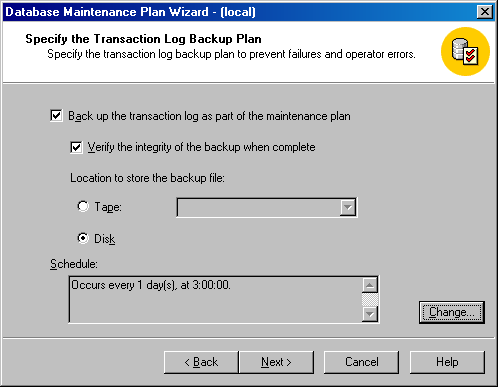 Database Maintenance Plan Wizard - (local)
Specify the Transaction Log Backup Plan
Specify the transaction log backup plan to prevent failures and operator errors.
Back up the transaction log as part of the maintenance plan
Verify the integrity of the backup when complete
Location to store the backup file:
Tape:
Disk
Schedule:
Occurs every 1 day(s), at 3:00:00.
Change...
< Back
Next >
Cancel
Help